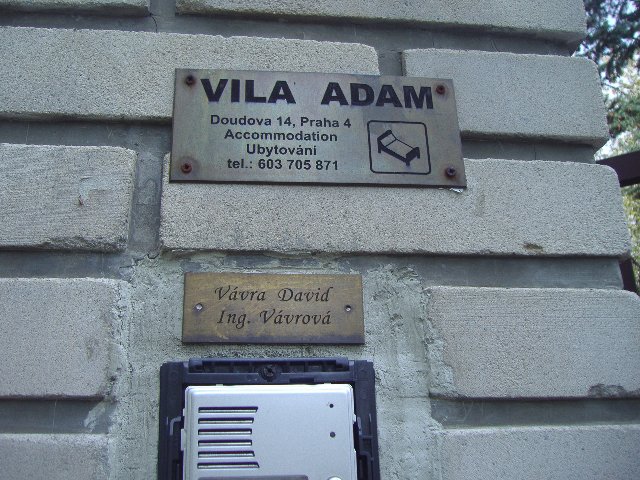 VILA ADAM
Doudova 14, Praha 4
Accommodation
Ubytování
tel.: 603 705 871
Vávra David
Ing. Vávrová